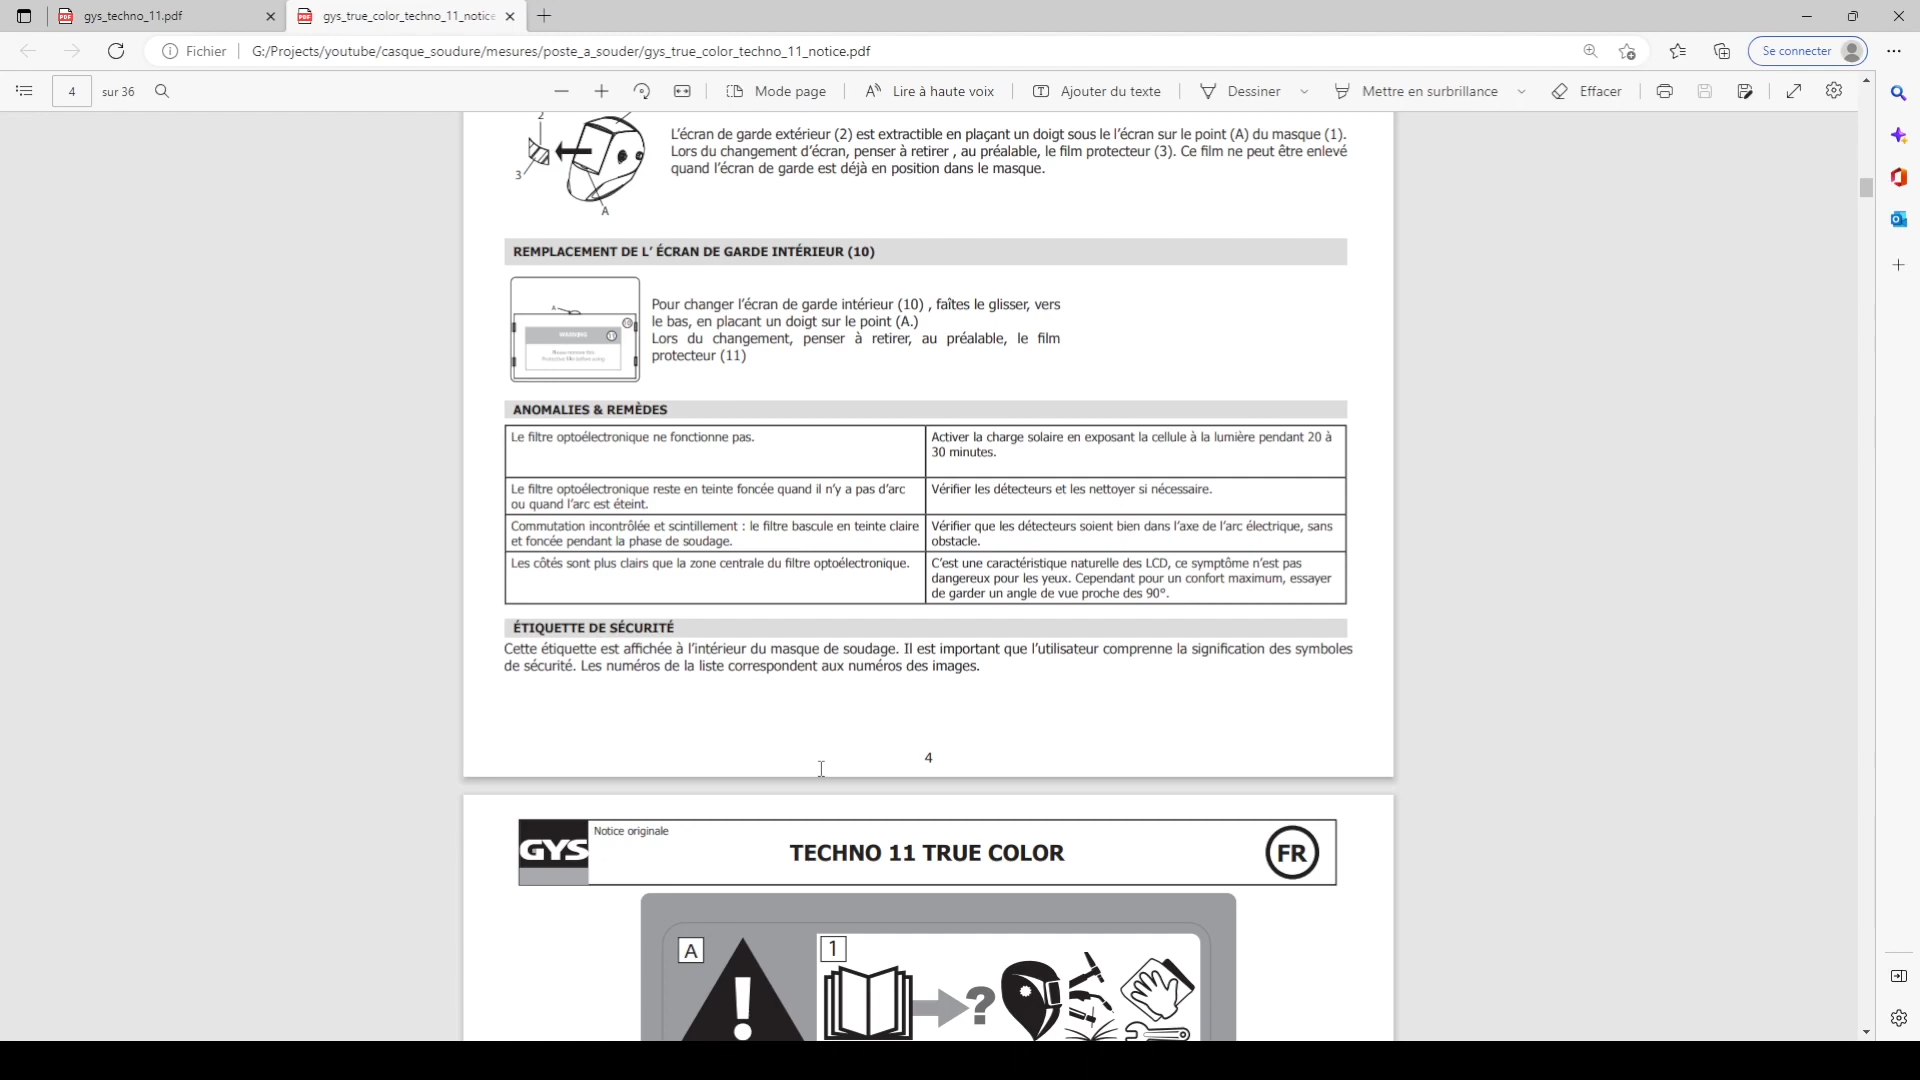 gys_techno_11.pdf
gys_true_color_techno_11_notice
Fichier
G:/Projects/youtube/casque_soudure/mesures/poste_a_souder/gys_true_color_techno_11_notice.pdf
Se connecter
4
sur 36
Mode page
Lire à haute voix
Ajouter du texte
Dessiner
Mettre en surbrillance
Effacer
2
3
A
L'écran de garde extérieur (2) est extractible en plaçant un doigt sous le l'écran sur le point (A) du masque (1).
Lors du changement d'écran, penser à retirer , au préalable, le film protecteur (3). Ce film ne peut être enlevé
quand l'écran de garde est déjà en position dans le masque.
REMPLACEMENT DE L' ÉCRAN DE GARDE INTÉRIEUR (10)
A
10
WARNING
11
Please remove this
Protective film before using
Pour changer l'écran de garde intérieur (10) , faîtes le glisser, vers
le bas, en placant un doigt sur le point (A.)
Lors du changement, penser à retirer, au préalable, le film
protecteur (11)
ANOMALIES & REMÈDES
Le filtre optoélectronique ne fonctionne pas.
Activer la charge solaire en exposant la cellule à la lumière pendant 20 à
30 minutes.
Le filtre optoélectronique reste en teinte foncée quand il n'y a pas d'arc
ou quand l'arc est éteint.
Vérifier les détecteurs et les nettoyer si nécessaire.
Commutation incontrôlée et scintillement : le filtre bascule en teinte claire
et foncée pendant la phase de soudage.
Vérifier que les détecteurs soient bien dans l'axe de l'arc électrique, sans
obstacle.
Les côtés sont plus clairs que la zone centrale du filtre optoélectronique.
C'est une caractéristique naturelle des LCD, ce symptôme n'est pas
dangereux pour les yeux. Cependant pour un confort maximum, essayer
de garder un angle de vue proche des 90°.
ÉTIQUETTE DE SÉCURITÉ
Cette étiquette est affichée à l'intérieur du masque de soudage. Il est important que l'utilisateur comprenne la signification des symboles
de sécurité. Les numéros de la liste correspondent aux numéros des images.
4
GYS
Notice originale
TECHNO 11 TRUE COLOR
FR
A
!
1
?